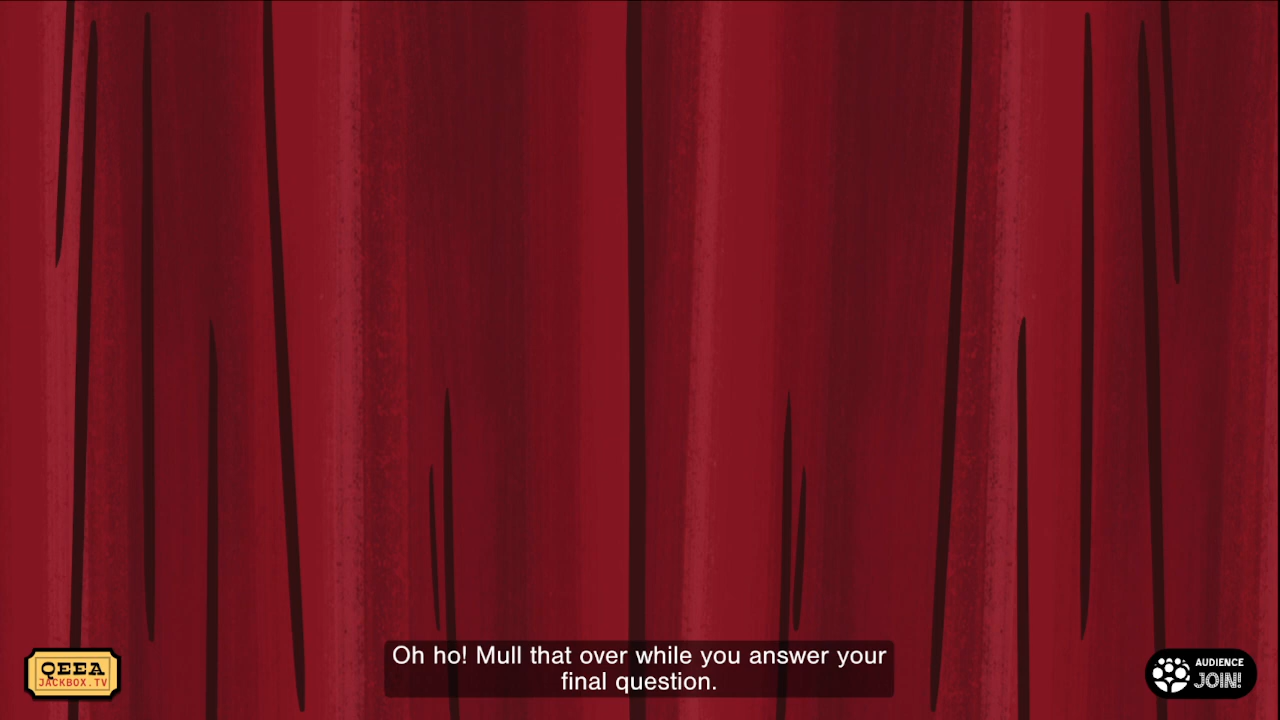 Oh ho! Mull that over while you answer your
final question.
QEEA
JACKBOX.TV
AUDIENCE
JOIN!